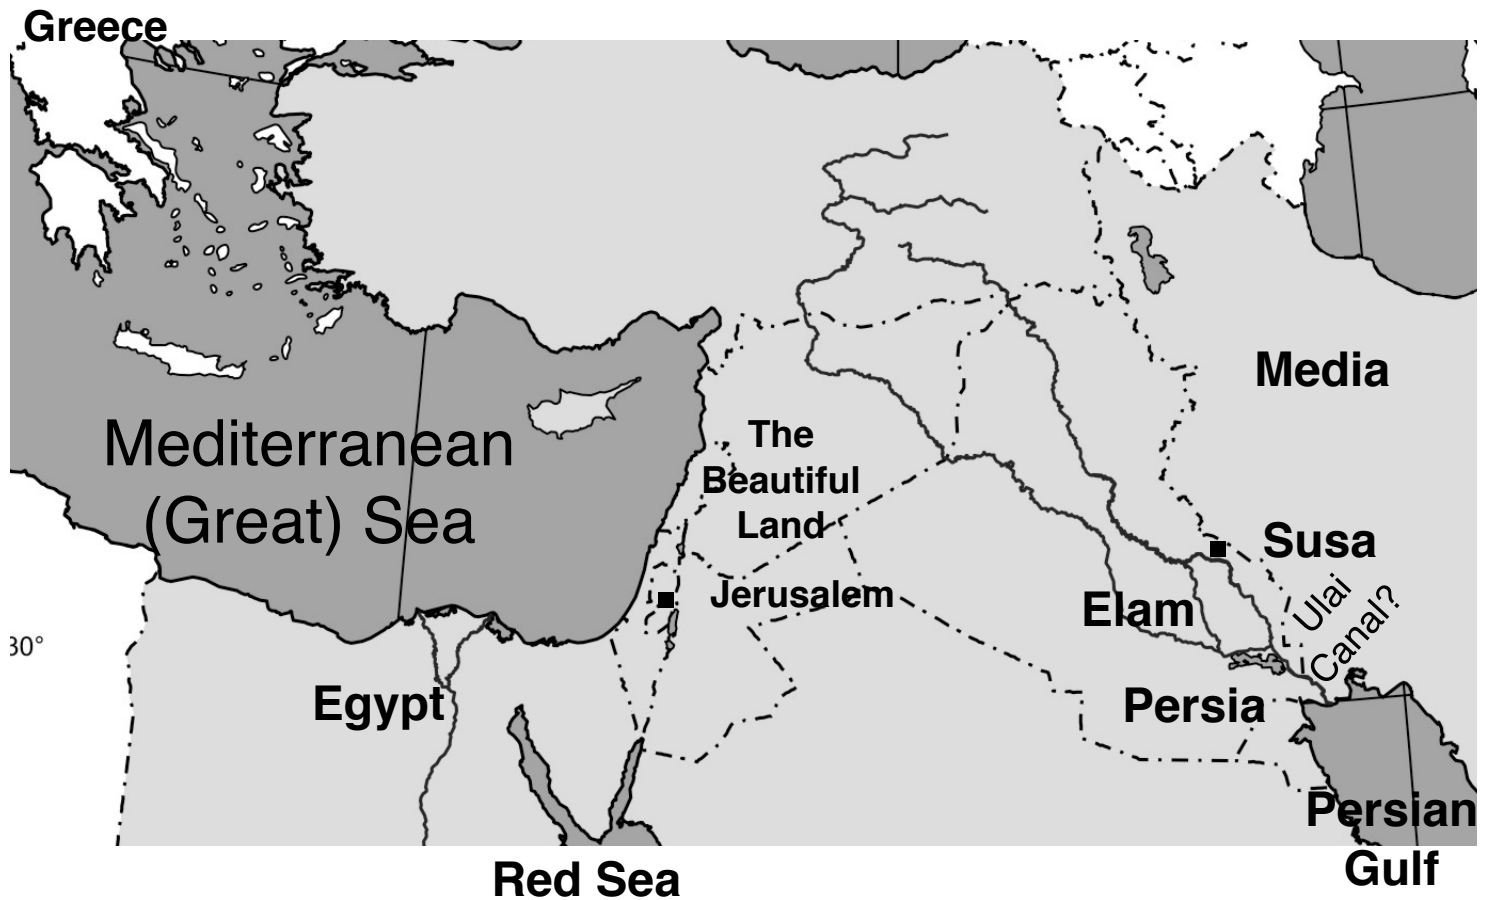 Greece
Media
Mediterranean
(Great) Sea
The
Beautiful
Land
Susa
Jerusalem
Elam
Ulai
Canal?
30°
Egypt
Persia
Persian
Gulf
Red Sea